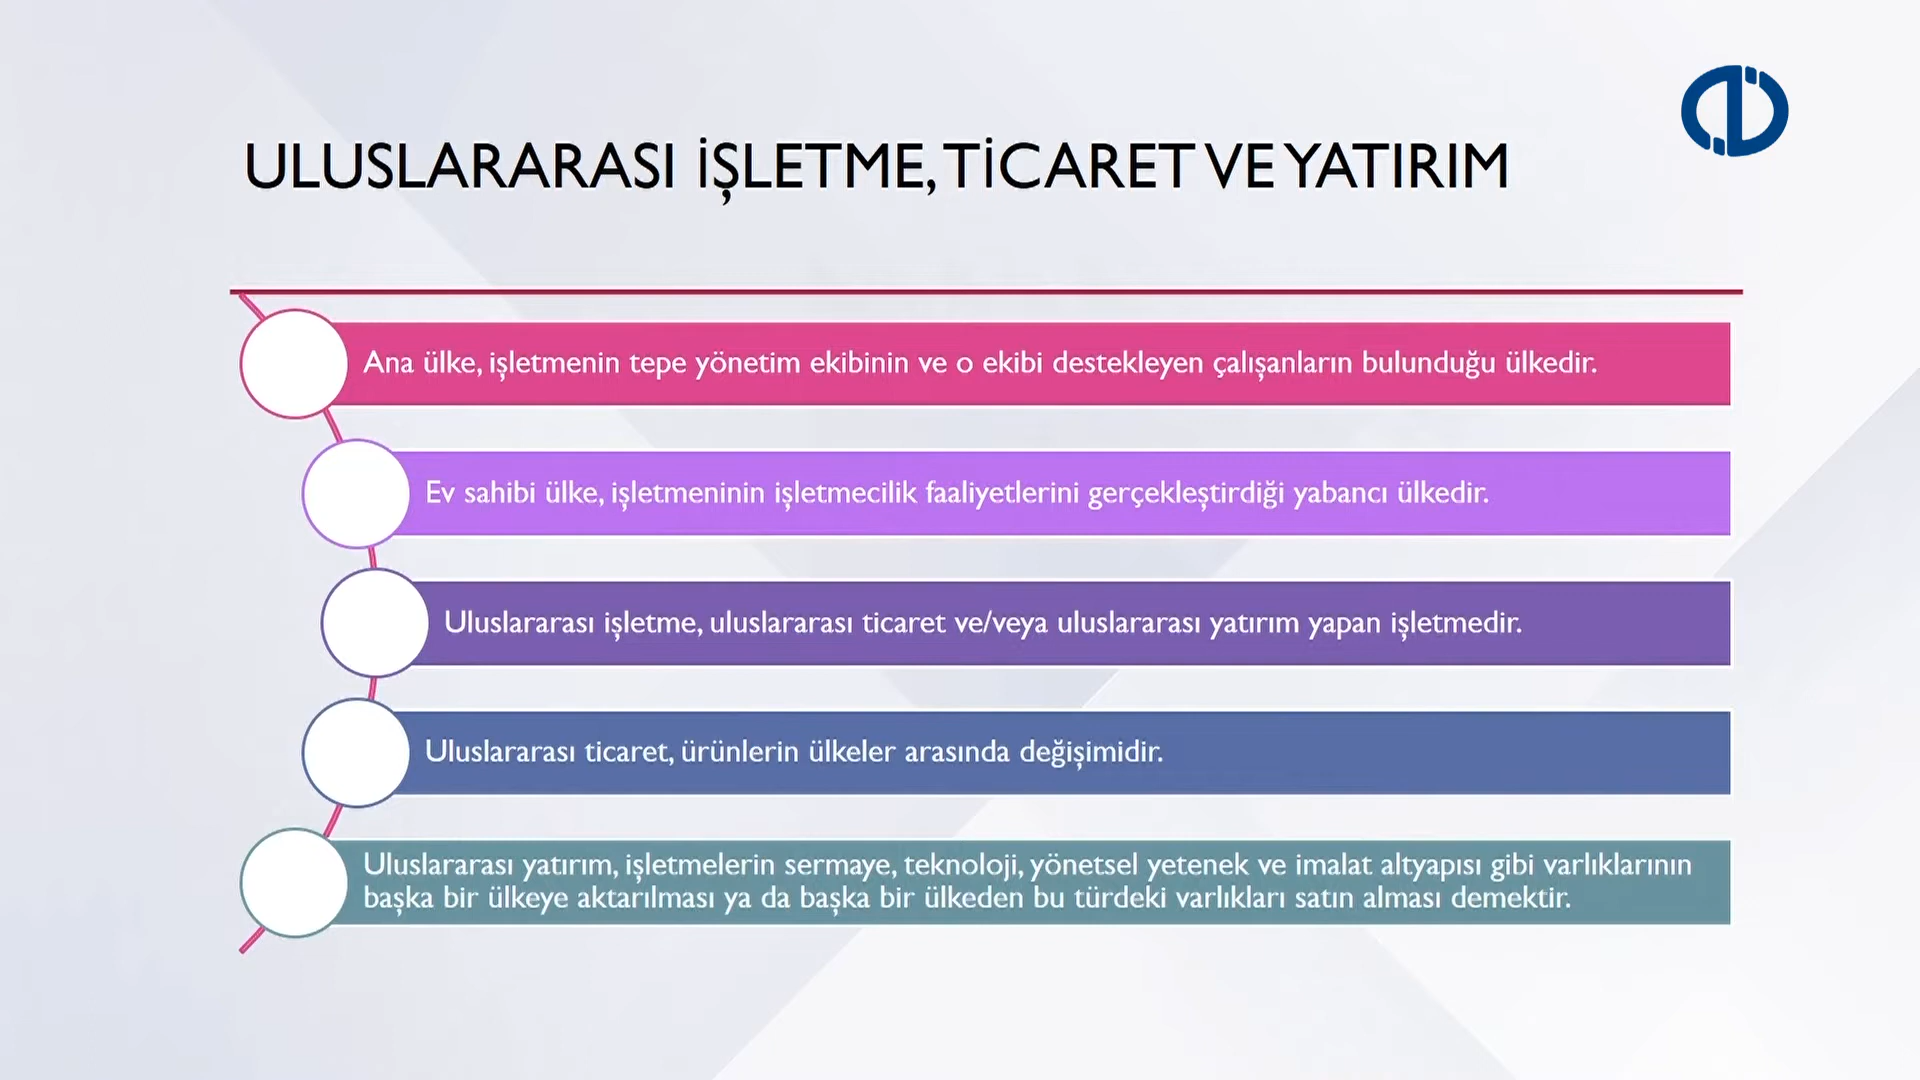 ULUSLARARASI İŞLETME, TİCARET VE YATIRIM
Ana ülke, işletmenin tepe yönetim ekibinin ve o ekibi destekleyen çalışanların bulunduğu ülkedir.
Ev sahibi ülke, işletmeninin işletmecilik faaliyetlerini gerçekleştirdiği yabancı ülkedir.
Uluslararası işletme, uluslararası ticaret ve/veya uluslararası yatırım yapan işletmedir.
Uluslararası ticaret, ürünlerin ülkeler arasında değişimidir.
Uluslararası yatırım, işletmelerin sermaye, teknoloji, yönetsel yetenek ve imalat altyapısı gibi varlıklarının
başka bir ülkeye aktarılması ya da başka bir ülkeden bu türdeki varlıkları satın alması demektir.